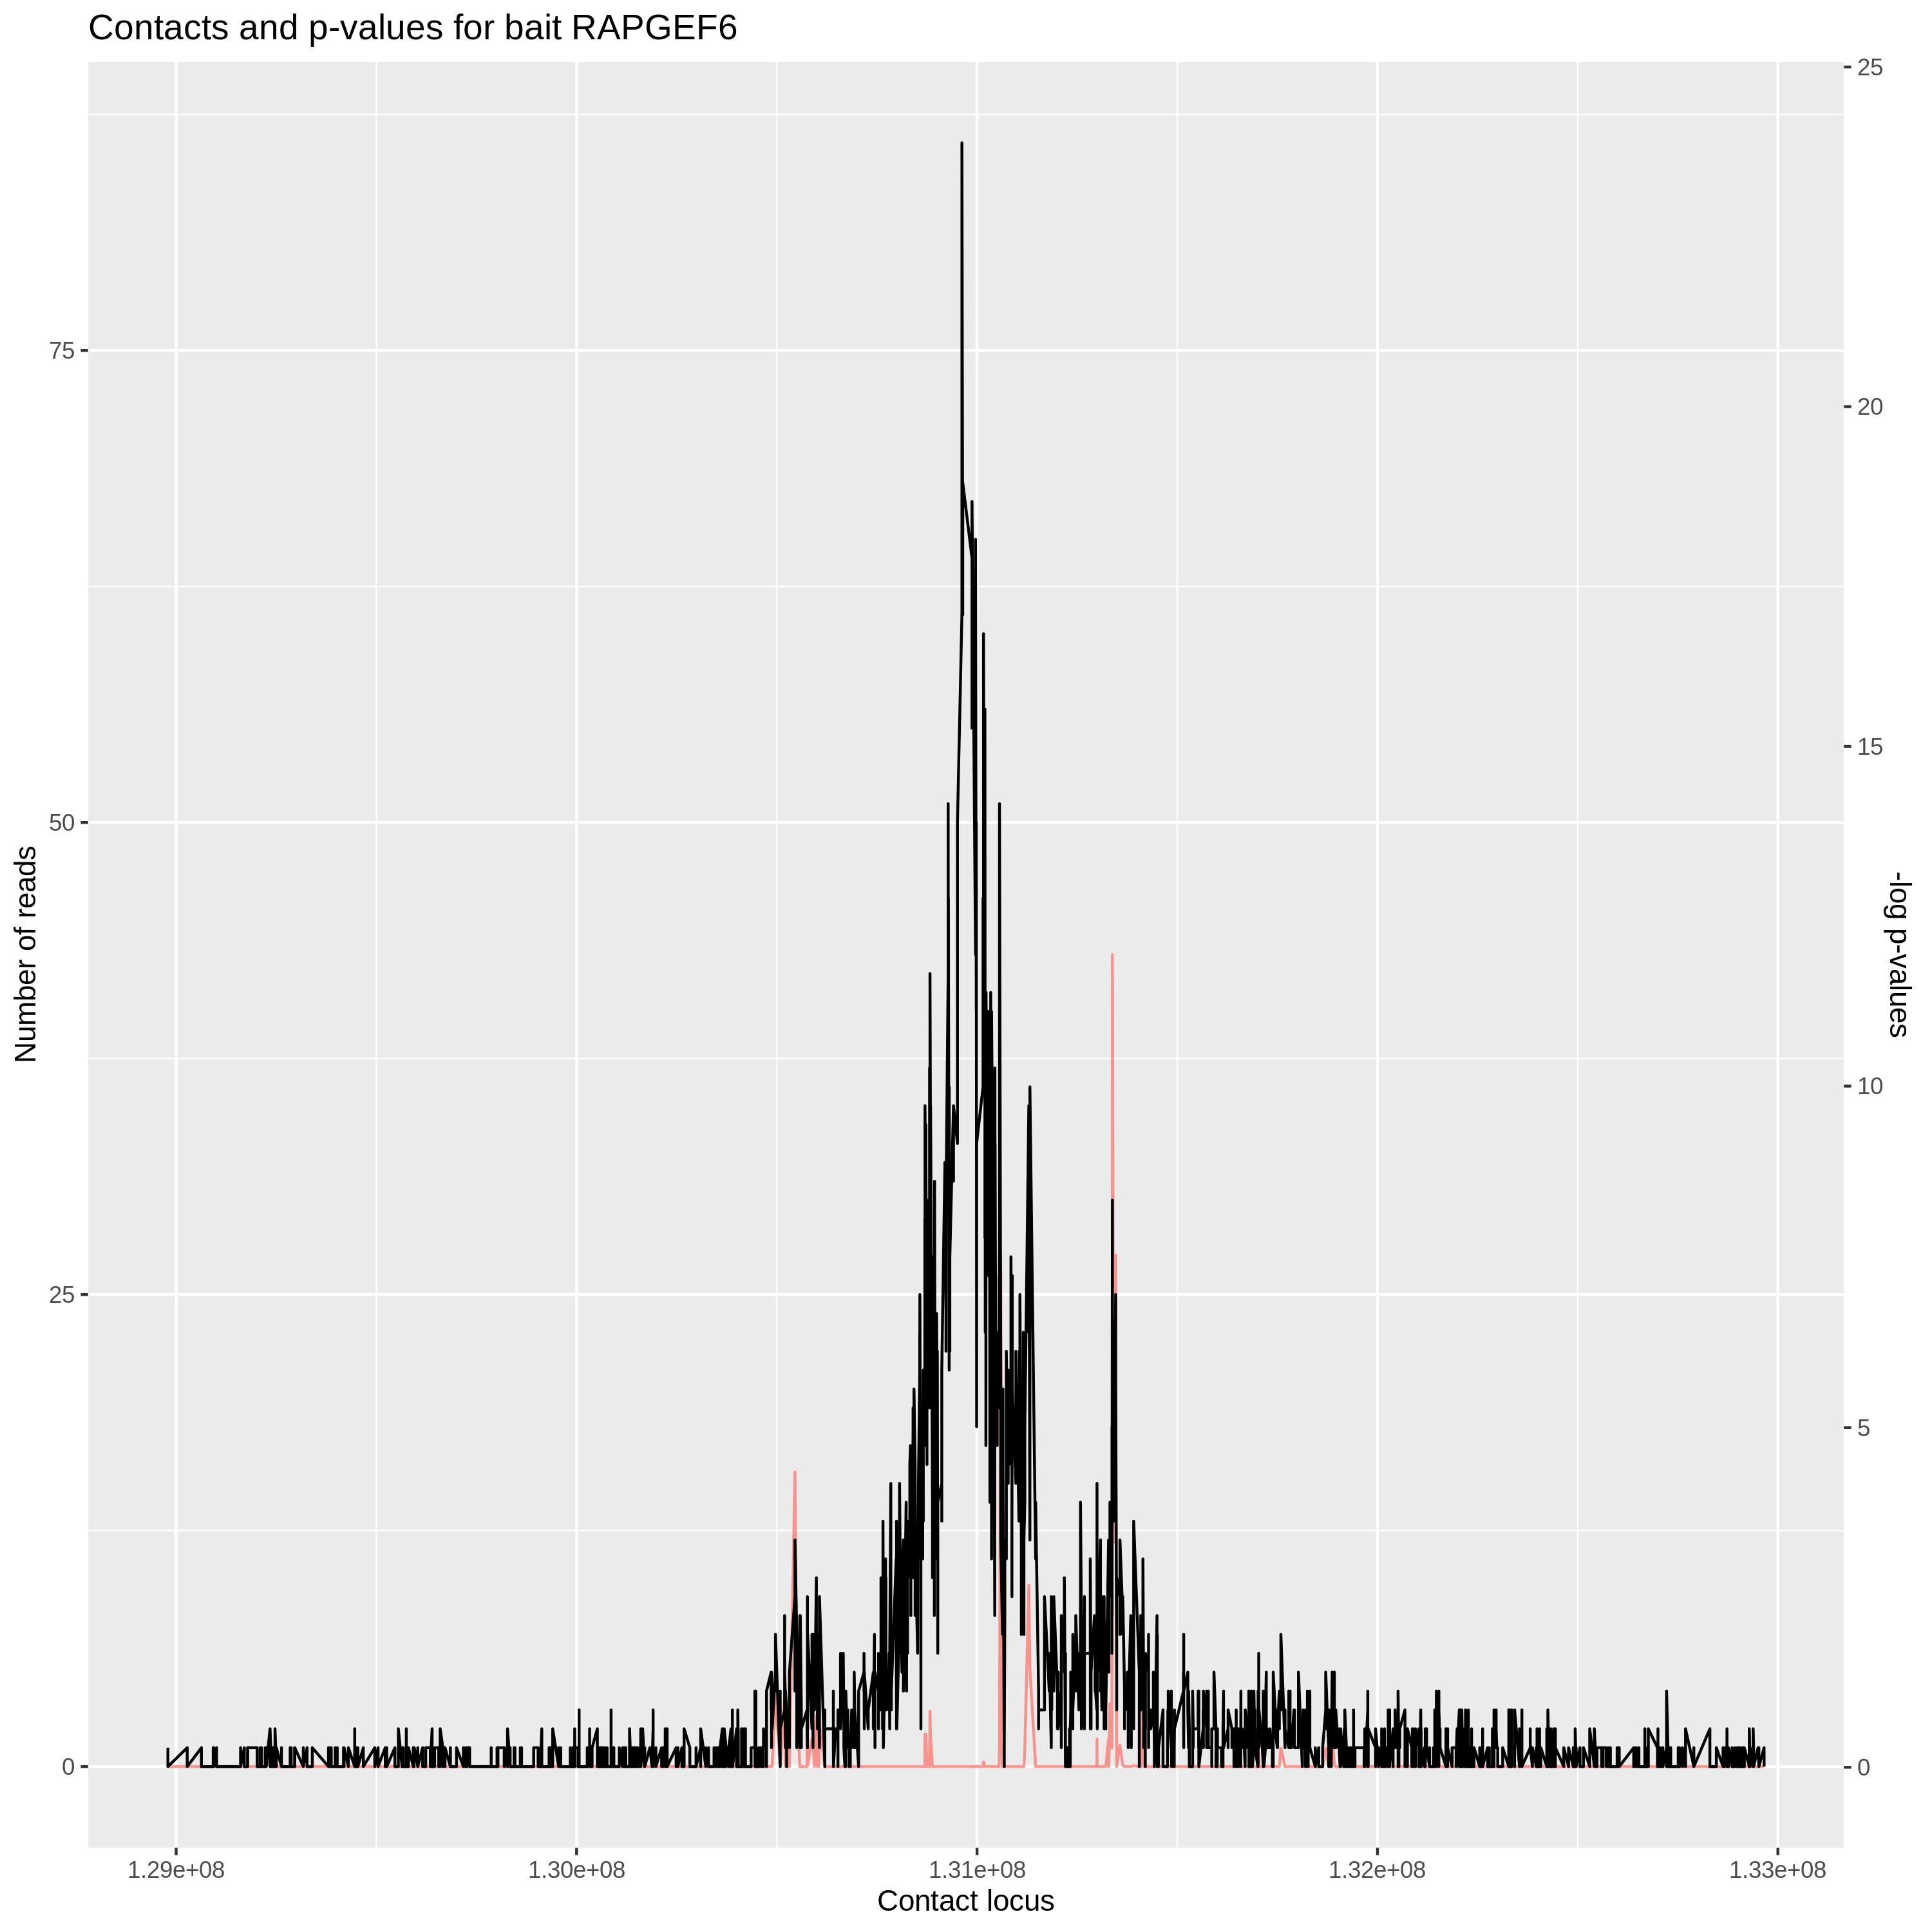 Contacts and p-values for bait RAPGEF6
Number of reads
75
50
25
0
25
20
15
10
5
0
-log p-values
1.29e+08 1.30e+08 1.31e+08 1.32e+08 1.33e+08
Contact locus